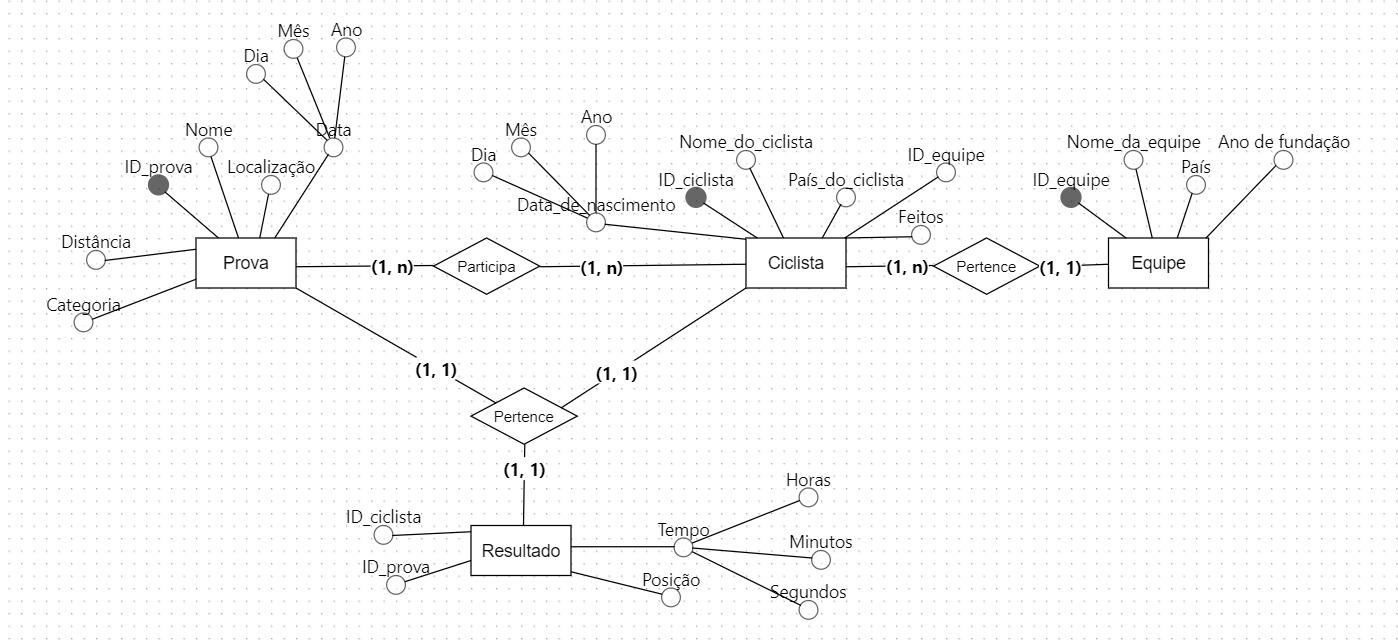 Mês
Ano
Dia
Nome
Data
ID_prova
Localização
Distância
Categoria
Prova
(1, n)
Participa
(1, n)
Ano
Mês
Dia
Data_de_nascimento
Nome_do_ciclista
ID_ciclista
País_do_ciclista
ID_equipe
Feitos
Ciclista
(1, n)
Pertence
(1, 1)
Nome_da_equipe
Ano de fundação
País
ID_equipe
Equipe
(1, 1)
(1, 1)
Pertence
(1, 1)
ID_ciclista
ID_prova
Resultado
Tempo
Horas
Minutos
Segundos
Posição